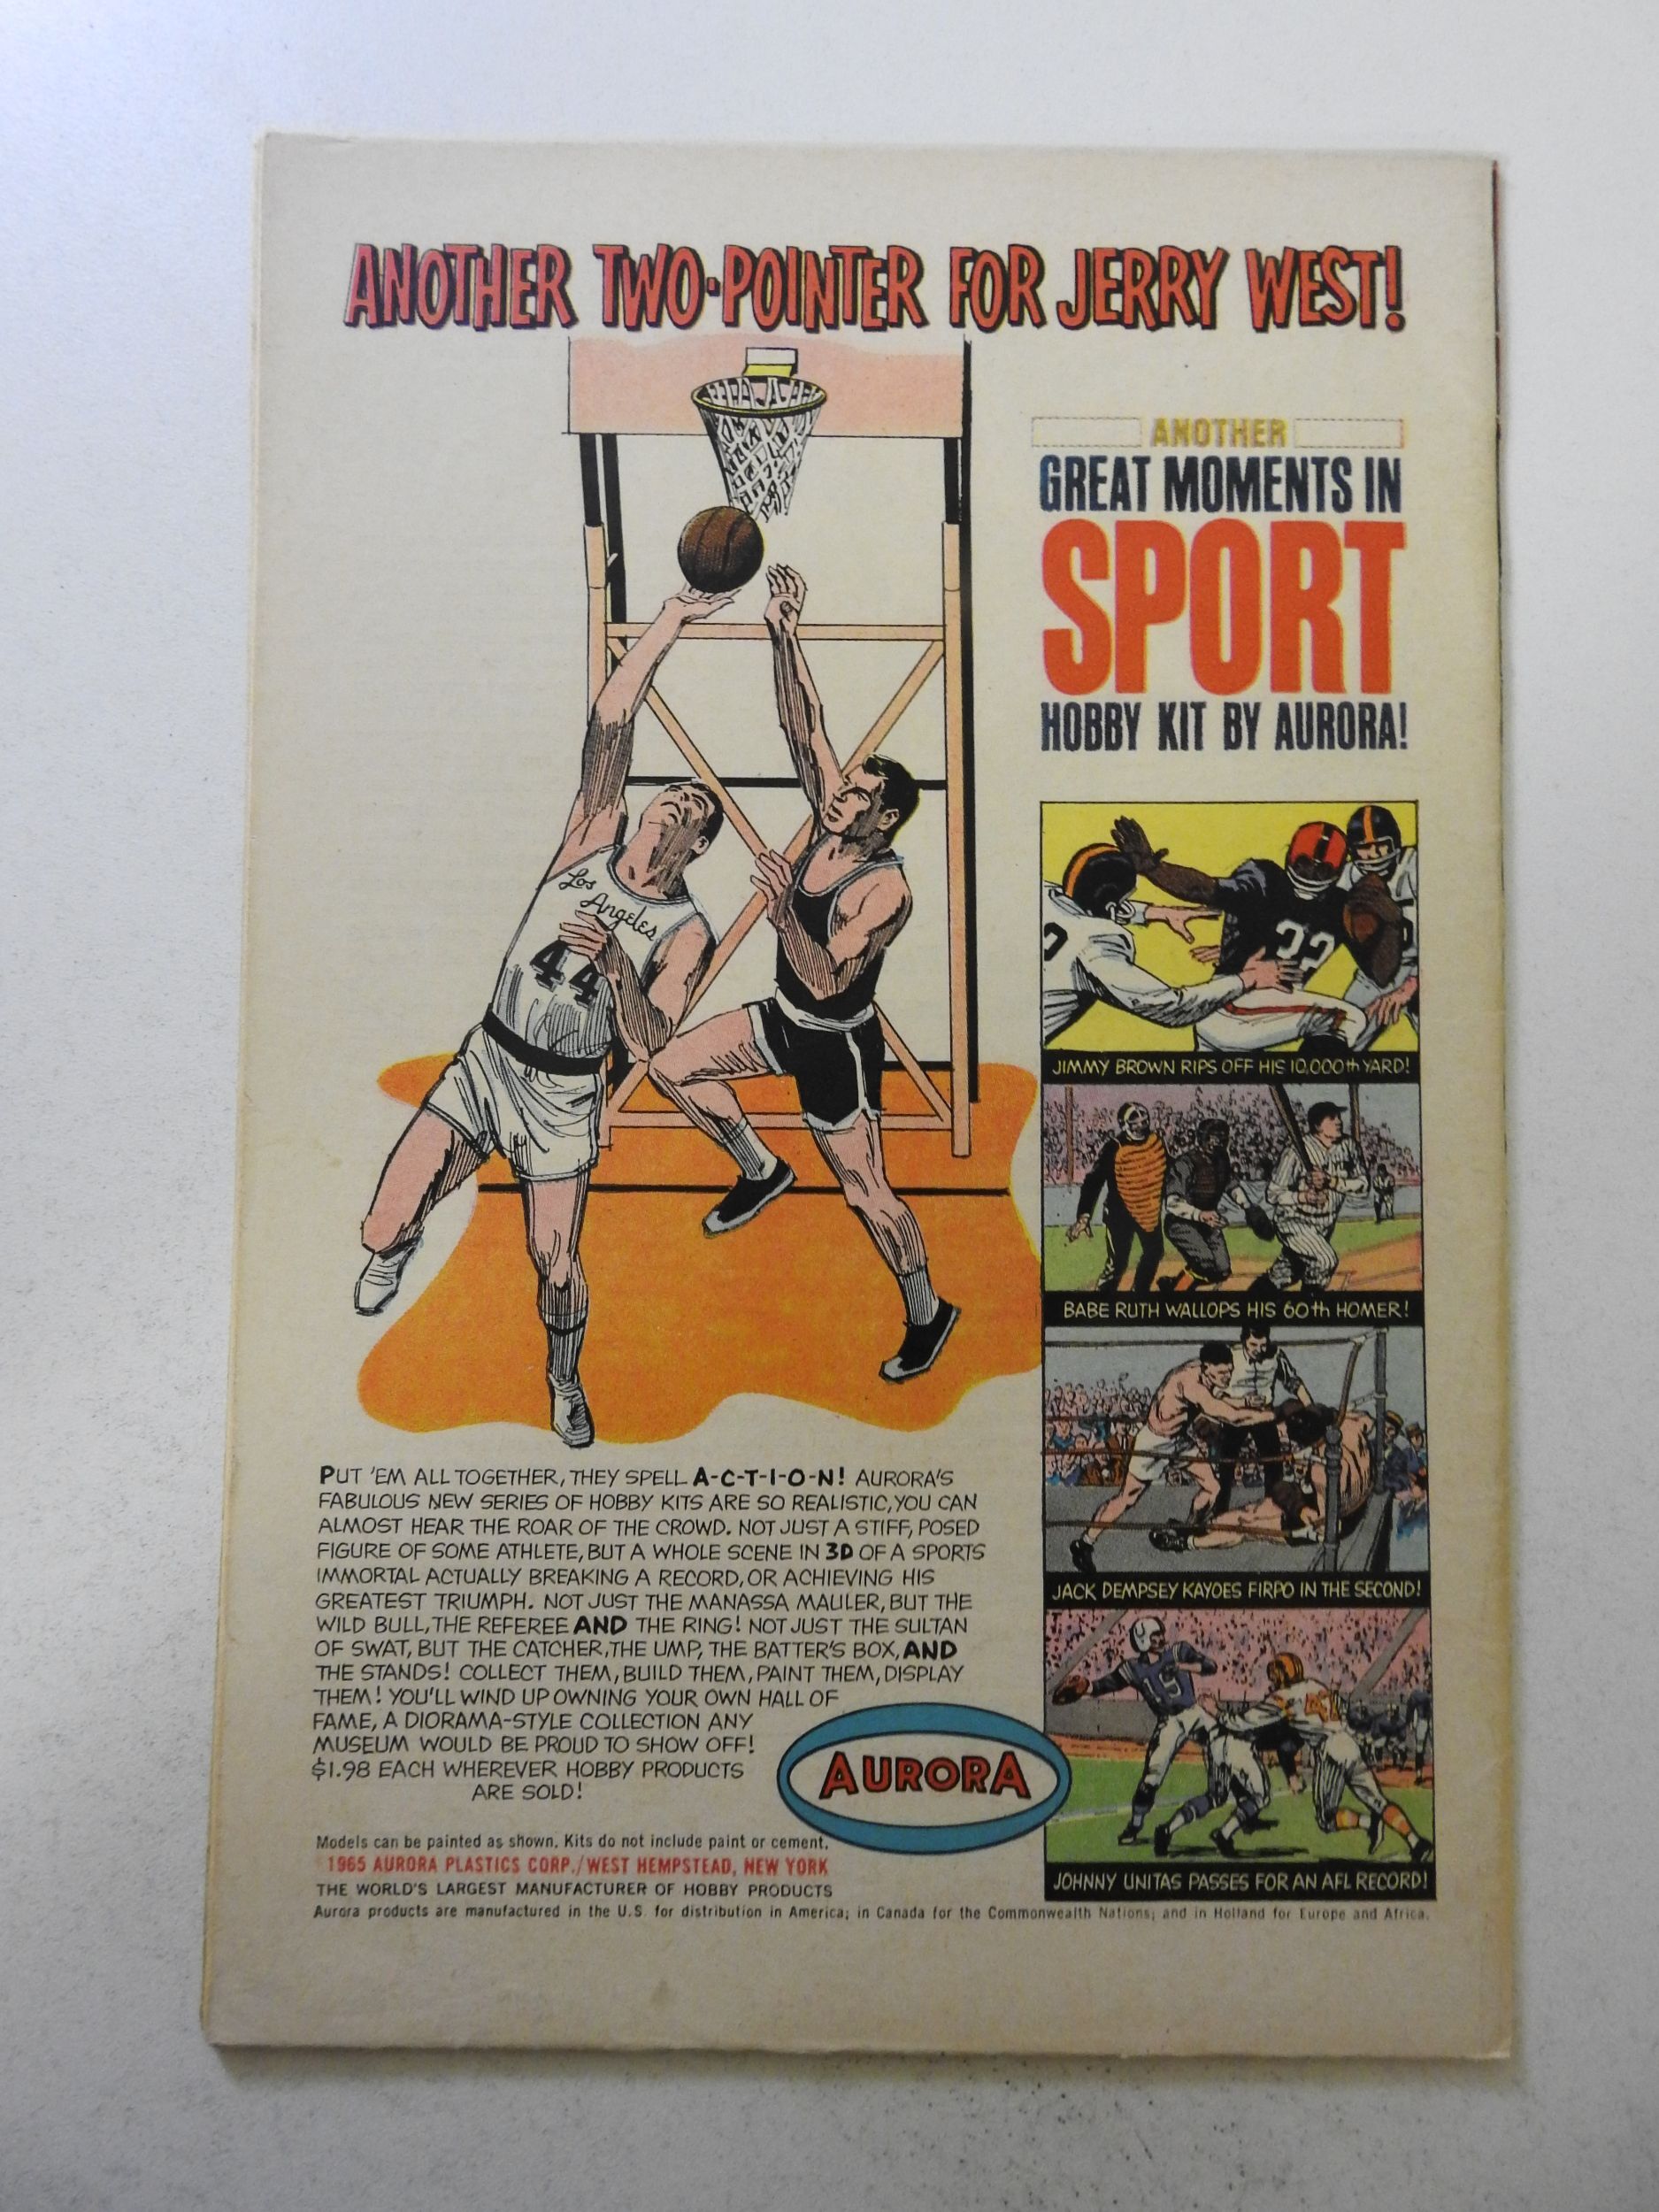 ANOTHER TWO-POINTER FOR JERRY WEST!
ANOTHER
GREAT MOMENTS IN
SPORT
HOBBY KIT BY AURORA!
Los
Angeles
44
32
JIMMY BROWN RIPS OFF HIS 10,000th YARD!
BABE RUTH WALLOPS HIS 60th HOMER!
JACK DEMPSEY KAYOES FIRPO IN THE SECOND!
19
JOHNNY UNITAS PASSES FOR AN AFL RECORD!
PUT 'EM ALL TOGETHER, THEY SPELL A-C-T-I-O-N! AURORA'S
FABULOUS NEW SERIES OF HOBBY KITS ARE SO REALISTIC, YOU CAN
ALMOST HEAR THE ROAR OF THE CROWD. NOT JUST A STIFF, POSED
FIGURE OF SOME ATHLETE, BUT A WHOLE SCENE IN 3D OF A SPORTS
IMMORTAL ACTUALLY BREAKING A RECORD, OR ACHIEVING HIS
GREATEST TRIUMPH. NOT JUST THE MANASSA MAULER, BUT THE
WILD BULL, THE REFEREE AND THE RING! NOT JUST THE SULTAN
OF SWAT, BUT THE CATCHER, THE UMP, THE BATTER'S BOX, AND
THE STANDS! COLLECT THEM, BUILD THEM, PAINT THEM, DISPLAY
THEM! YOU'LL WIND UP OWNING YOUR OWN HALL OF
FAME, A DIORAMA-STYLE COLLECTION ANY
MUSEUM WOULD BE PROUD TO SHOW OFF!
$1.98 EACH WHEREVER HOBBY PRODUCTS
ARE SOLD!
AURORA
Models can be painted as shown. Kits do not include paint or cement.
1965 AURORA PLASTICS CORP./WEST HEMPSTEAD, NEW YORK
THE WORLD'S LARGEST MANUFACTURER OF HOBBY PRODUCTS
Aurora products are manufactured in the U.S. for distribution in America; in Canada for the Commonwealth Nations; and in Holland for Europe and Africa.